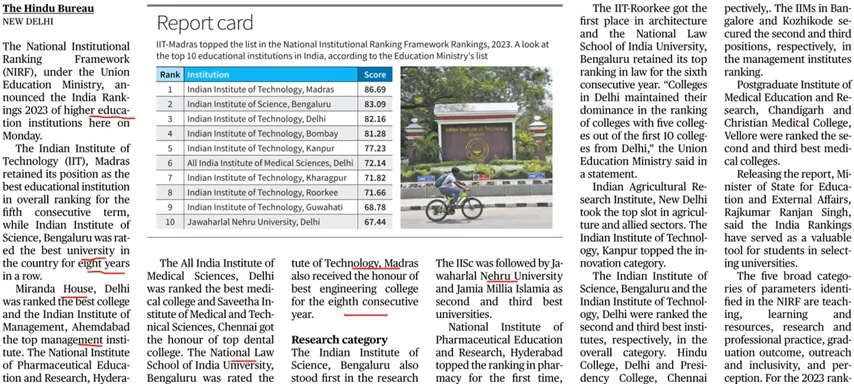 The Hindu Bureau
NEW DELHI
The National Institutional
Ranking Framework
(NIRF), under the Union
Education Ministry, an-
nounced the India Rank-
ings 2023 of higher educa-
tion institutions here on
Monday.
The Indian Institute of
Technology (IIT), Madras
retained its position as the
best educational institution
in overall ranking for the
fifth consecutive term,
while Indian Institute of
Science, Bengaluru was rat-
ed the best university in
the country for eight years
in a row.
Miranda House, Delhi
was ranked the best college
and the Indian Institute of
Management, Ahemdabad
the top management insti-
tute. The National Institute
of Pharmaceutical Educa-
tion and Research, Hydera-
Report card
IIT-Madras topped the list in the National Institutional Ranking Framework Rankings, 2023. A look at
the top 10 educational institutions in India, according to the Education Ministry's list
Rank Institution Score
1 Indian Institute of Technology, Madras 86.69
2 Indian Institute of Science, Bengaluru 83.09
3 Indian Institute of Technology, Delhi 82.16
4 Indian Institute of Technology, Bombay 81.28
5 Indian Institute of Technology, Kanpur 77.23
6 All India Institute of Medical Sciences, Delhi 72.14
7 Indian Institute of Technology, Kharagpur 71.82
8 Indian Institute of Technology, Roorkee 71.66
9 Indian Institute of Technology, Guwahati 68.78
10 Jawaharlal Nehru University, Delhi 67.44
The All India Institute of
Medical Sciences, Delhi
was ranked the best medi-
cal college and Saveetha In-
stitute of Medical and Tech-
nical Sciences, Chennai got
the honour of top dental
college. The National Law
School of India University,
Bengaluru was rated the
tute of Technology, Madras
also received the honour of
best engineering college
for the eighth consecutive
year.
Research category
The Indian Institute of
Science, Bengaluru also
stood first in the research
The IISc was followed by Ja-
waharlal Nehru University
and Jamia Millia Islamia as
second and third best
universities.
National Institute of
Pharmaceutical Education
and Research, Hyderabad
topped the ranking in phar-
macy for the first time,
The IIT-Roorkee got the
first place in architecture
and the National Law
School of India University,
Bengaluru retained its top
ranking in law for the sixth
consecutive year. “Colleges
in Delhi maintained their
dominance in the ranking
of colleges with five colleg-
es out of the first 10 colleg-
es from Delhi,” the Union
Education Ministry said in
a statement.
Indian Agricultural Re-
search Institute, New Delhi
took the top slot in agricul-
ture and allied sectors. The
Indian Institute of Technol-
ogy, Kanpur topped the in-
novation category.
The Indian Institute of
Science, Bengaluru and the
Indian Institute of Technol-
ogy, Delhi were ranked the
second and third best insti-
tutes, respectively, in the
overall category. Hindu
College, Delhi and Presi-
dency College, Chennai
pectively,. The IIMs in Ban-
galore and Kozhikode se-
cured the second and third
positions, respectively, in
the management institutes
ranking.
Postgraduate Institute of
Medical Education and Re-
search, Chandigarh and
Christian Medical College,
Vellore were ranked the se-
cond and third best medi-
cal colleges.
Releasing the report, Mi-
nister of State for Educa-
tion and External Affairs,
Rajkumar Ranjan Singh,
said the India Rankings
have served as a valuable
tool for students in select-
ing universities.
The five broad catego-
ries of parameters identi-
fied in the NIRF are teach-
ing, learning and
resources, research and
professional practice, grad-
uation outcome, outreach
and inclusivity, and per-
ception. For the 2023 rank-